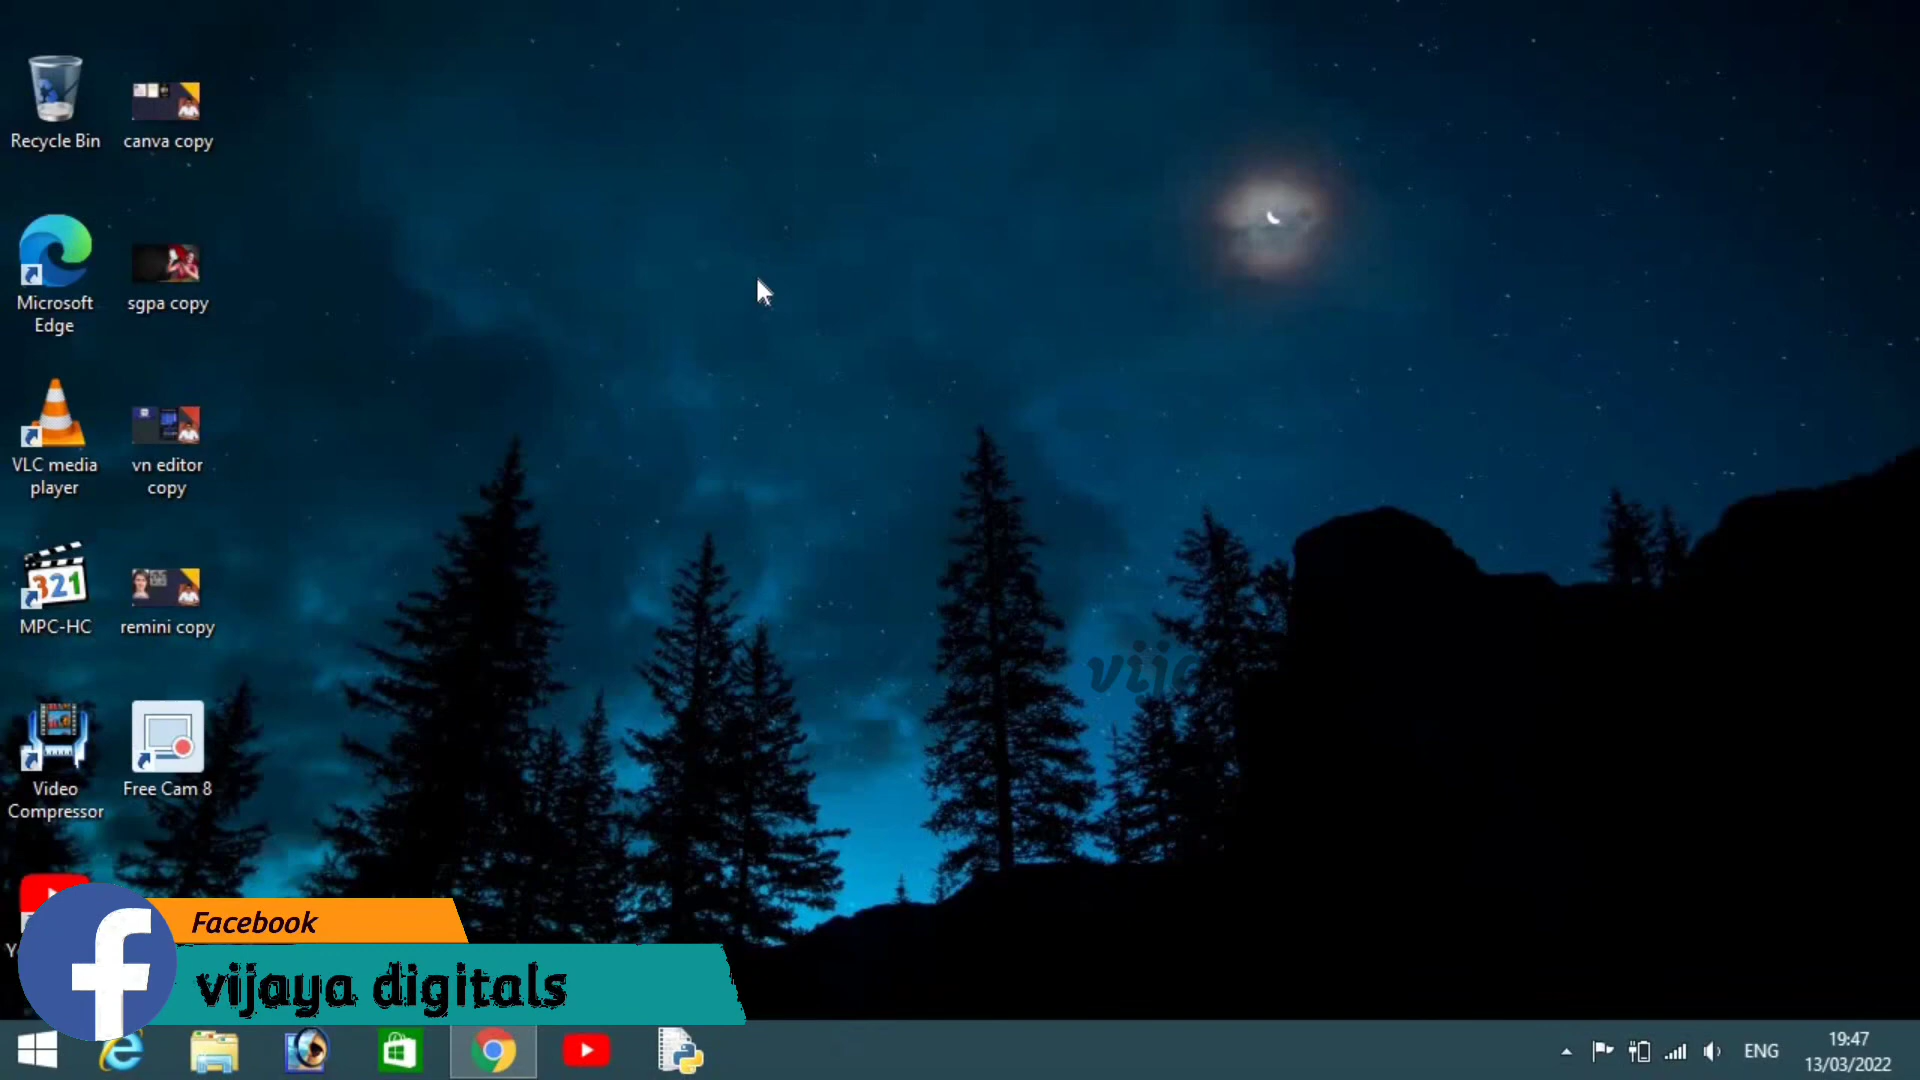 Recycle Bin
canva copy
Microsoft
Edge
sgpa copy
VLC media
player
vn editor
copy
321
MPC-HC
remini copy
Video
Compressor
Free Cam 8
Facebook
vijaya digitals
ENG
19:47
13/03/2022